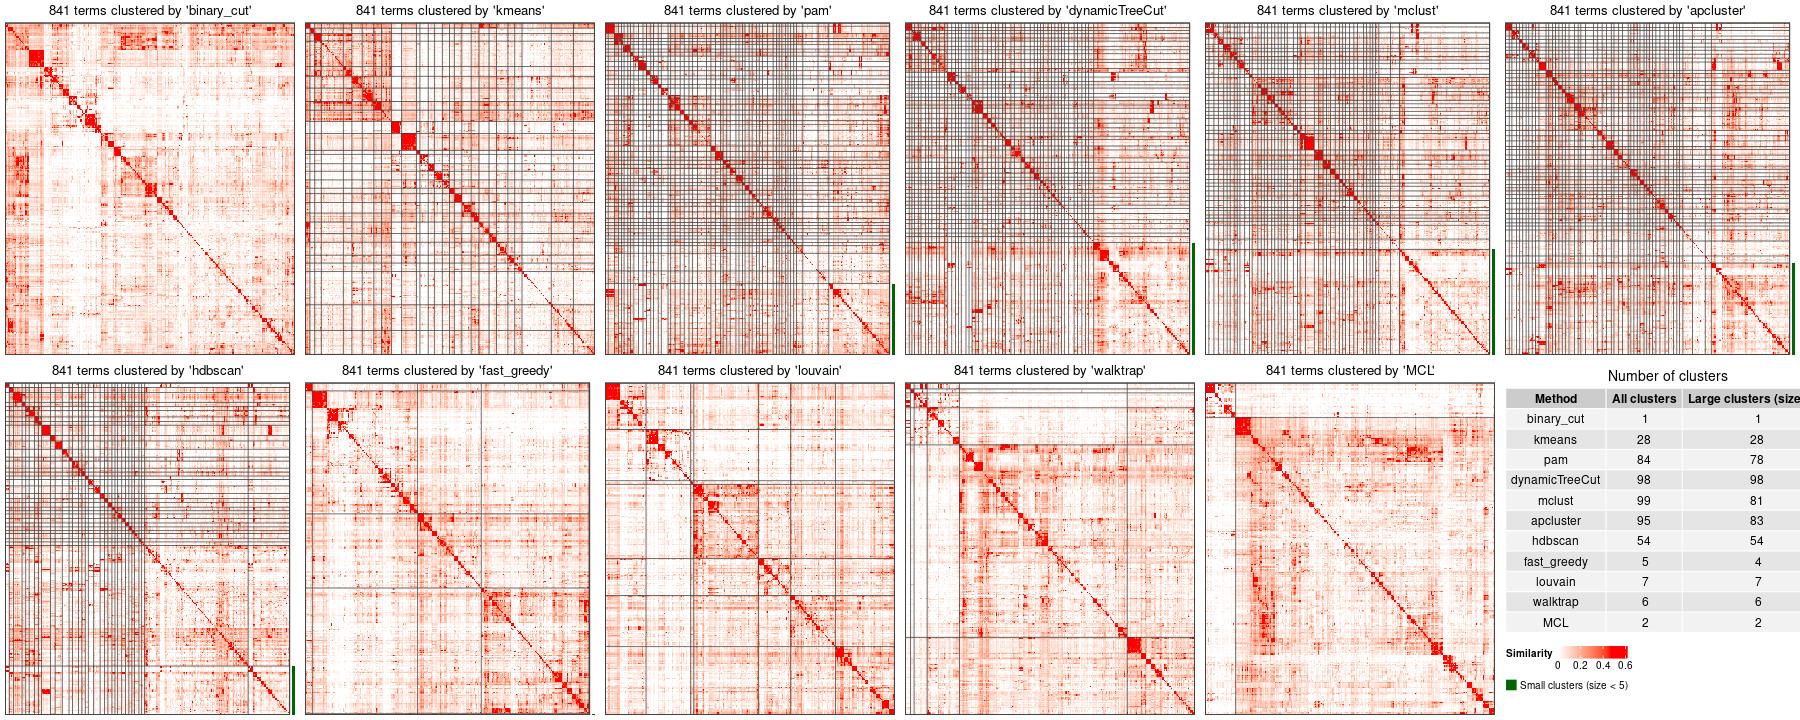 841 terms clustered by 'binary_cut'
841 terms clustered by 'kmeans'
841 terms clustered by 'pam'
841 terms clustered by 'dynamicTreeCut'
841 terms clustered by 'mclust'
841 terms clustered by 'apcluster'
841 terms clustered by 'hdbscan'
841 terms clustered by 'fast_greedy'
841 terms clustered by 'louvain'
841 terms clustered by 'walktrap'
841 terms clustered by 'MCL'
Number of clusters
Method All clusters Large clusters (size
binary_cut 1 1
kmeans 28 28
pam 84 78
dynamicTreeCut 98 98
mclust 99 81
apcluster 95 83
hdbscan 54 54
fast_greedy 5 4
louvain 7 7
walktrap 6 6
MCL 2 2
Similarity
0 0.2 0.4 0.6
Small clusters (size < 5)